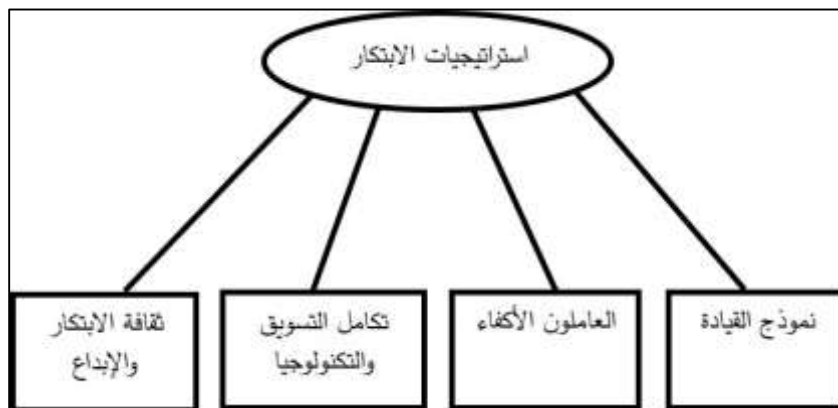 استراتيجيات الابتكار
نموذج القيادة
العاملون الأكفاء
تكامل التسويق
والتكنولوجيا
ثقافة الابتكار
والإبداع